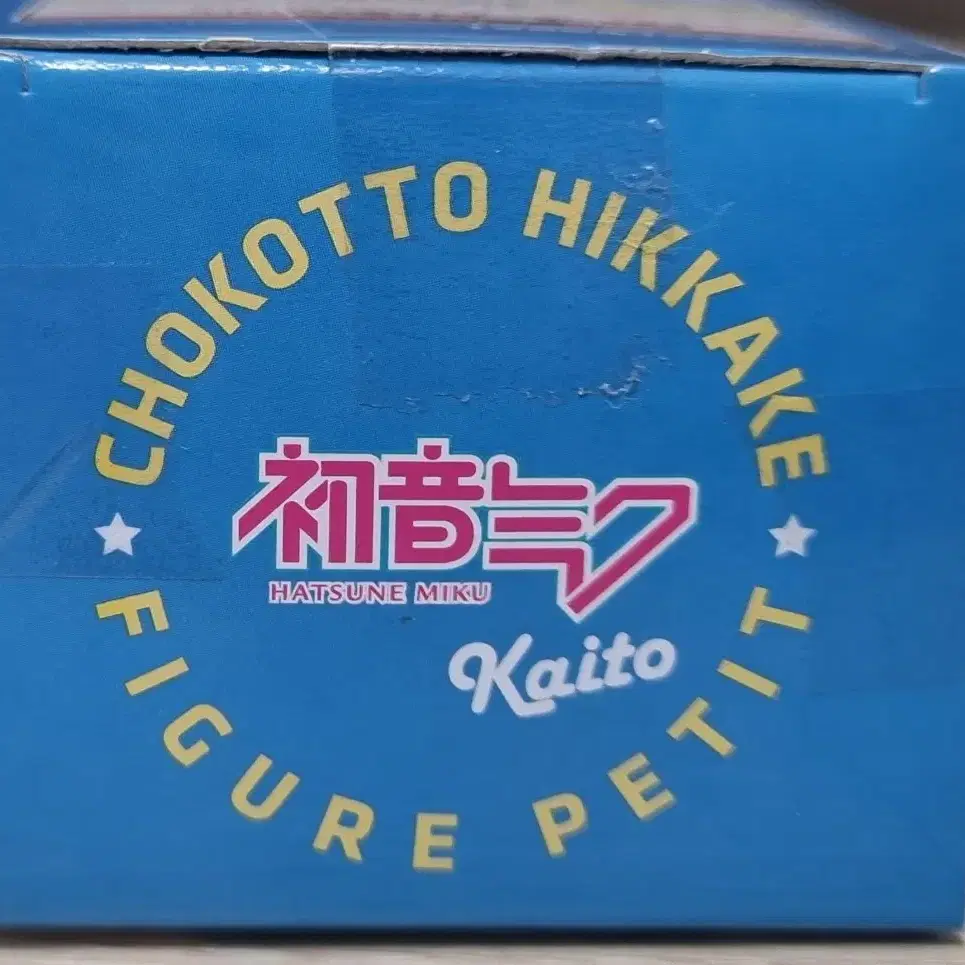 CHOKOTTO HIKKAKE
初音ミク
HATSUNE MIKU
Kaito
FIGURE PETIT